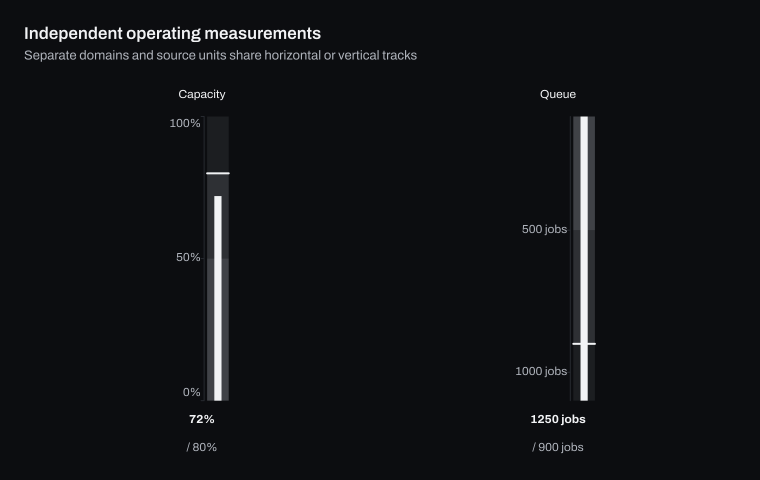 Independent operating measurements
Separate domains and source units share horizontal or vertical tracks
Capacity
100%
50%
0%
72%
/ 80%
Queue
500 jobs
1000 jobs
1250 jobs
/ 900 jobs